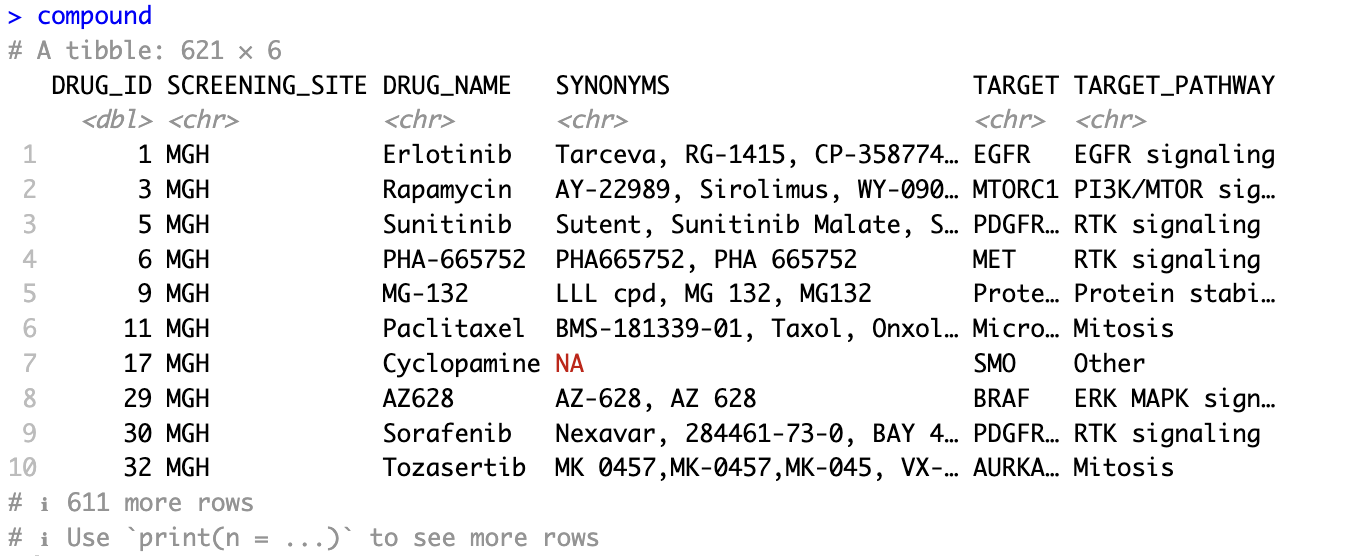 > compound
# A tibble: 621 × 6
DRUG_ID SCREENING_SITE DRUG_NAME SYNONYMS TARGET TARGET_PATHWAY
<dbl> <chr> <chr> <chr> <chr> <chr>
1 1 MGH Erlotinib Tarceva, RG-1415, CP-358774… EGFR EGFR signaling
2 3 MGH Rapamycin AY-22989, Sirolimus, WY-090… MTORC1 PI3K/MTOR sig…
3 5 MGH Sunitinib Sutent, Sunitinib Malate, S… PDGFR… RTK signaling
4 6 MGH PHA-665752 PHA665752, PHA 665752 MET RTK signaling
5 9 MGH MG-132 LLL cpd, MG 132, MG132 Prote… Protein stabi…
6 11 MGH Paclitaxel BMS-181339-01, Taxol, Onxol… Micro… Mitosis
7 17 MGH Cyclopamine NA SMO Other
8 29 MGH AZ628 AZ-628, AZ 628 BRAF ERK MAPK sign…
9 30 MGH Sorafenib Nexavar, 284461-73-0, BAY 4… PDGFR… RTK signaling
10 32 MGH Tozasertib MK 0457,MK-0457,MK-045, VX-… AURKA… Mitosis
# ℹ 611 more rows
# ℹ Use `print(n = ...)` to see more rows